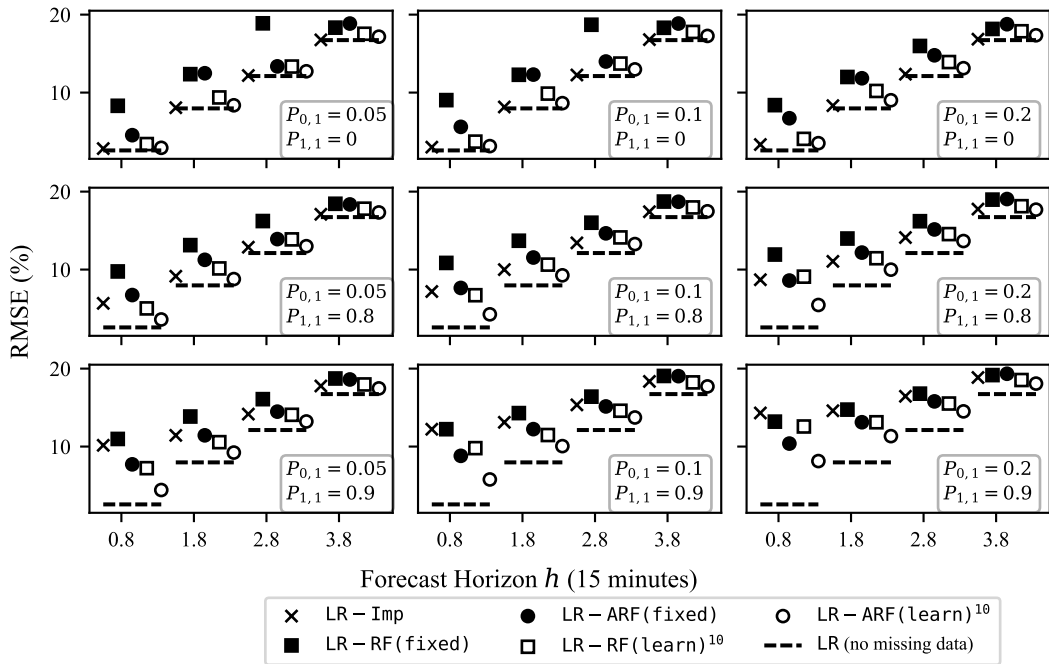 20
10
P0,1 = 0.05
P1,1 = 0
P0,1 = 0.1
P1,1 = 0
P0,1 = 0.2
P1,1 = 0
20
10
P0,1 = 0.05
P1,1 = 0.8
P0,1 = 0.1
P1,1 = 0.8
P0,1 = 0.2
P1,1 = 0.8
RMSE (%)
20
10
P0,1 = 0.05
P1,1 = 0.9
P0,1 = 0.1
P1,1 = 0.9
P0,1 = 0.2
P1,1 = 0.9
0.8 1.8 2.8 3.8
0.8 1.8 2.8 3.8
0.8 1.8 2.8 3.8
Forecast Horizon h (15 minutes)
LR − Imp
LR − RF(fixed)
LR − ARF(fixed)
LR − RF(learn)¹⁰
LR − ARF(learn)¹⁰
LR (no missing data)